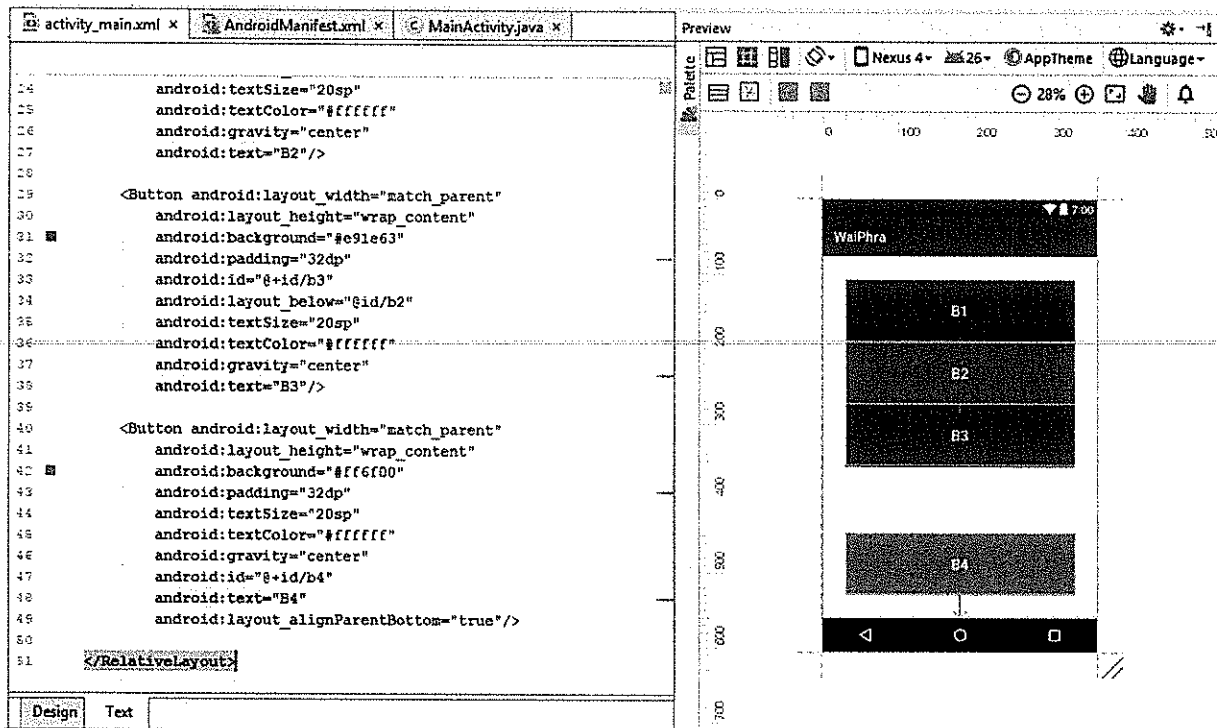 activity_main.xml ×
AndroidManifest.xml ×
MainActivity.java ×
Preview
Palette
Nexus 4
26
AppTheme
Language
28%
0 100 200 300 400
24 android:textSize="20sp"
25 android:textColor="#ffffff"
26 android:gravity="center"
27 android:text="B2"/>
28
29 <Button android:layout_width="match_parent"
30 android:layout_height="wrap_content"
31 android:background="#e91e63"
32 android:padding="32dp"
33 android:id="@+id/b3"
34 android:layout_below="@id/b2"
35 android:textSize="20sp"
36 android:textColor="#ffffff"
37 android:gravity="center"
38 android:text="B3"/>
39
40 <Button android:layout_width="match_parent"
41 android:layout_height="wrap_content"
42 android:background="#ff6f00"
43 android:padding="32dp"
44 android:textSize="20sp"
45 android:textColor="#ffffff"
46 android:gravity="center"
47 android:id="@+id/b4"
48 android:text="B4"
49 android:layout_alignParentBottom="true"/>
50
51 </RelativeLayout>
Design
Text
0
100
200
300
400
500
600
700
7:00
WaiPhra
B1
B2
B3
B4